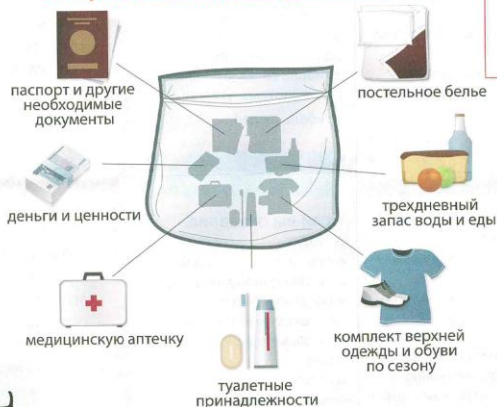 паспорт и другие
необходимые
документы
постельное белье
деньги и ценности
трехдневный
запас воды и еды
медицинскую аптечку
комплект верхней
одежды и обуви
по сезону
туалетные
принадлежности